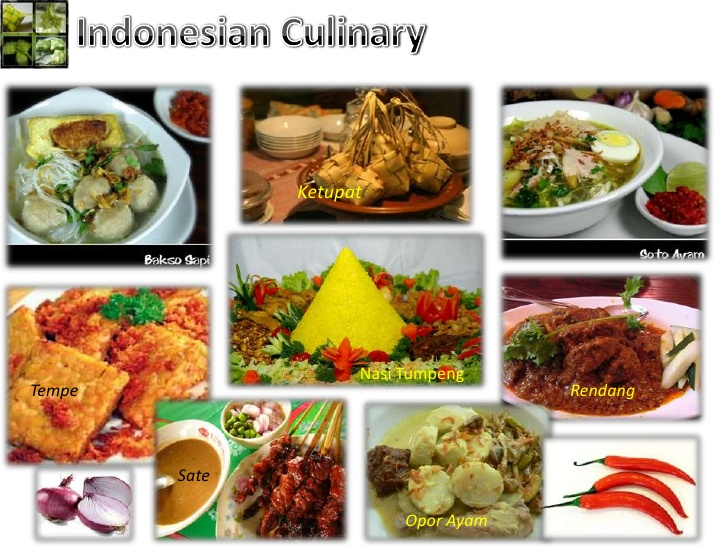 Indonesian Culinary
Bakso Sapi
Ketupat
Soto Ayam
Tempe
Nasi Tumpeng
Rendang
Sate
Opor Ayam